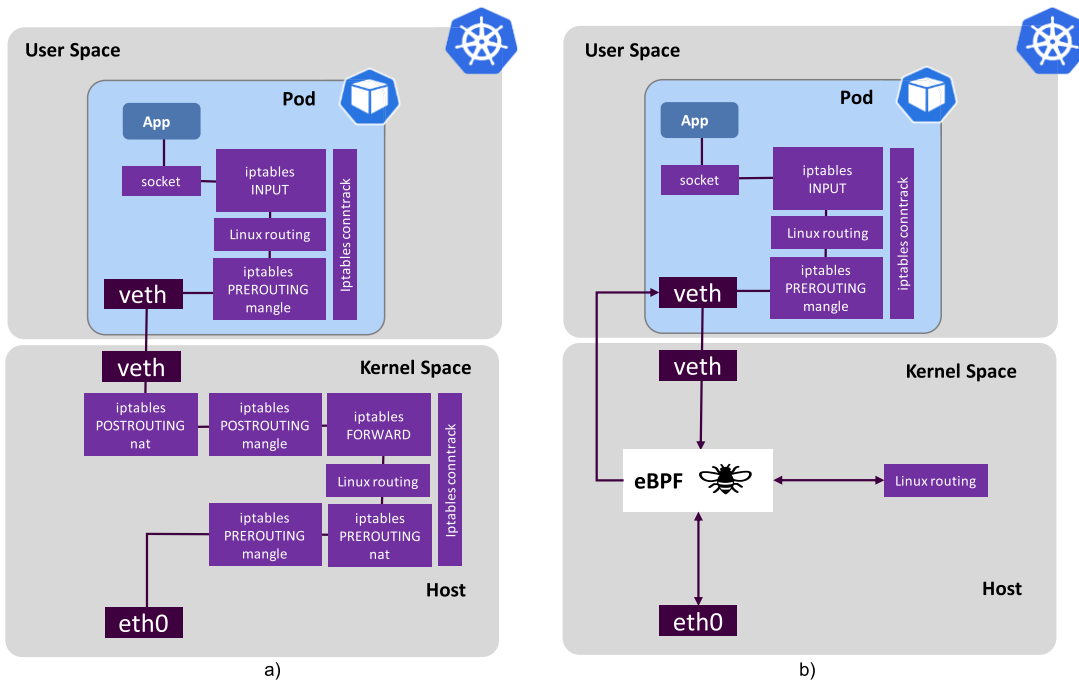 User Space
Pod
App
socket
iptables
INPUT
Linux routing
iptables
PREROUTING
mangle
Iptables conntrack
veth
veth
Kernel Space
iptables
POSTROUTING
nat
iptables
POSTROUTING
mangle
iptables
FORWARD
Linux routing
iptables
PREROUTING
mangle
iptables
PREROUTING
nat
Iptables conntrack
Host
eth0
a)
User Space
Pod
App
socket
iptables
INPUT
Linux routing
iptables
PREROUTING
mangle
iptables conntrack
veth
veth
Kernel Space
eBPF
Linux routing
Host
eth0
b)